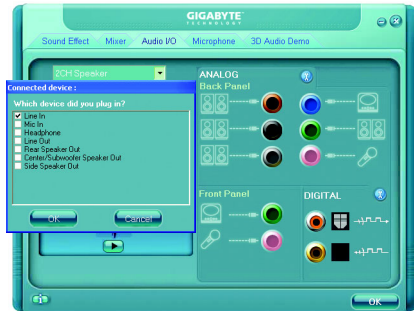 GIGABYTE
TECHNOLOGY
Sound Effect
Mixer
Audio I/O
Microphone
3D Audio Demo
2CH Speaker
Connected device :
Which device did you plug in?
Line In
Mic In
Headphone
Line Out
Rear Speaker Out
Center/Subwoofer Speaker Out
Side Speaker Out
OK
Cancel
ANALOG
Back Panel
Front Panel
DIGITAL
OK